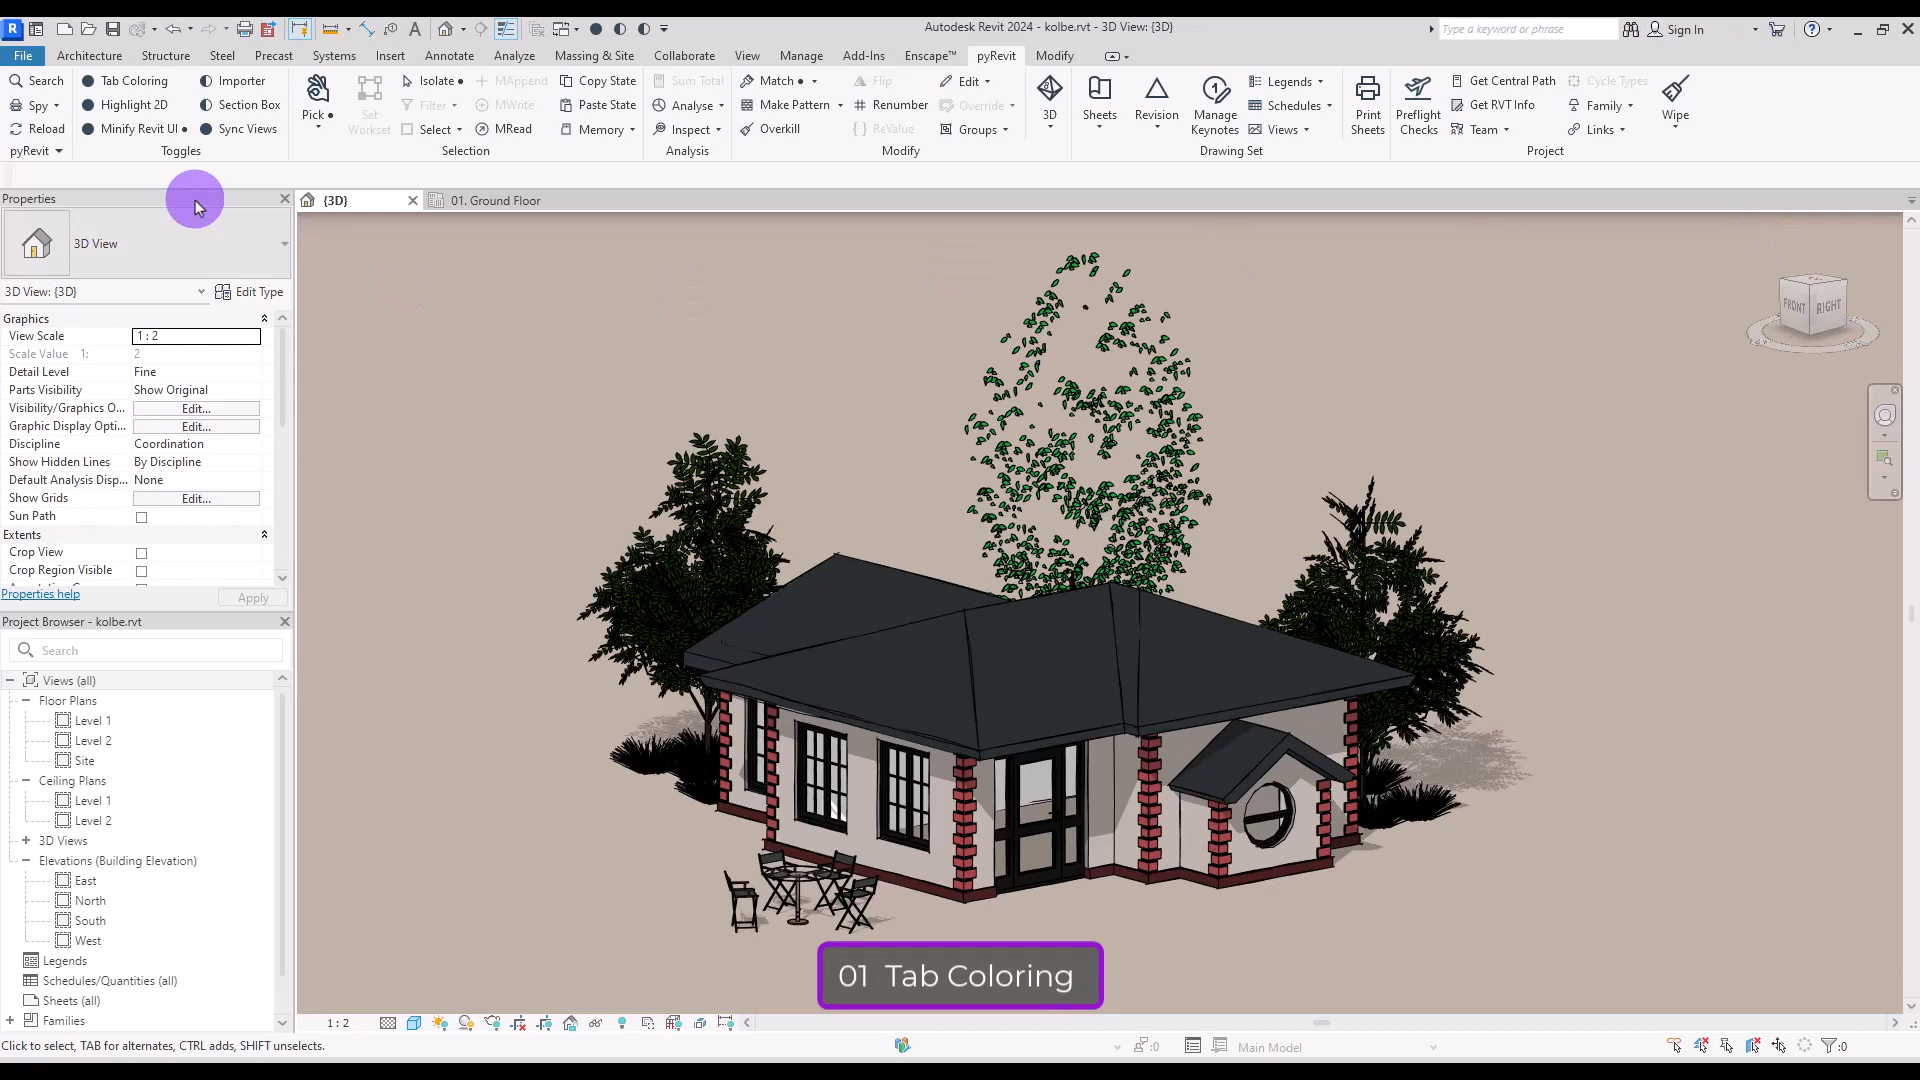 Autodesk Revit 2024 - kolbe.rvt - 3D View: {3D}
Type a keyword or phrase
Sign In
File Architecture Structure Steel Precast Systems Insert Annotate Analyze Massing & Site Collaborate View Manage Add-Ins Enscape™ pyRevit Modify
Search Tab Coloring Importer Isolate MAppend Copy State Sum Total Match Flip Edit Legends Get Central Path Cycle Types
Spy Highlight 2D Section Box Filter MWrite Paste State Analyse Make Pattern Renumber Override Schedules Get RVT Info Family
Reload Minify Revit UI Sync Views Pick Set Workset Select MRead Memory Inspect Overkill ReValue Groups 3D Sheets Revision Manage Keynotes Views Print Sheets Preflight Checks Team Links Wipe
pyRevit Toggles Selection Analysis Modify Drawing Set Project
Properties
{3D}
01. Ground Floor
3D View
3D View: {3D} Edit Type
Graphics
View Scale 1 : 2
Scale Value 1: 2
Detail Level Fine
Parts Visibility Show Original
Visibility/Graphics O... Edit...
Graphic Display Opti... Edit...
Discipline Coordination
Show Hidden Lines By Discipline
Default Analysis Disp... None
Show Grids Edit...
Sun Path
Extents
Crop View
Crop Region Visible
Properties help Apply
Project Browser - kolbe.rvt
Search
Views (all)
Floor Plans
Level 1
Level 2
Site
Ceiling Plans
Level 1
Level 2
3D Views
Elevations (Building Elevation)
East
North
South
West
Legends
Schedules/Quantities (all)
Sheets (all)
Families
FRONT RIGHT
01 Tab Coloring
1 : 2
Click to select, TAB for alternates, CTRL adds, SHIFT unselects.
:0
Main Model
:0